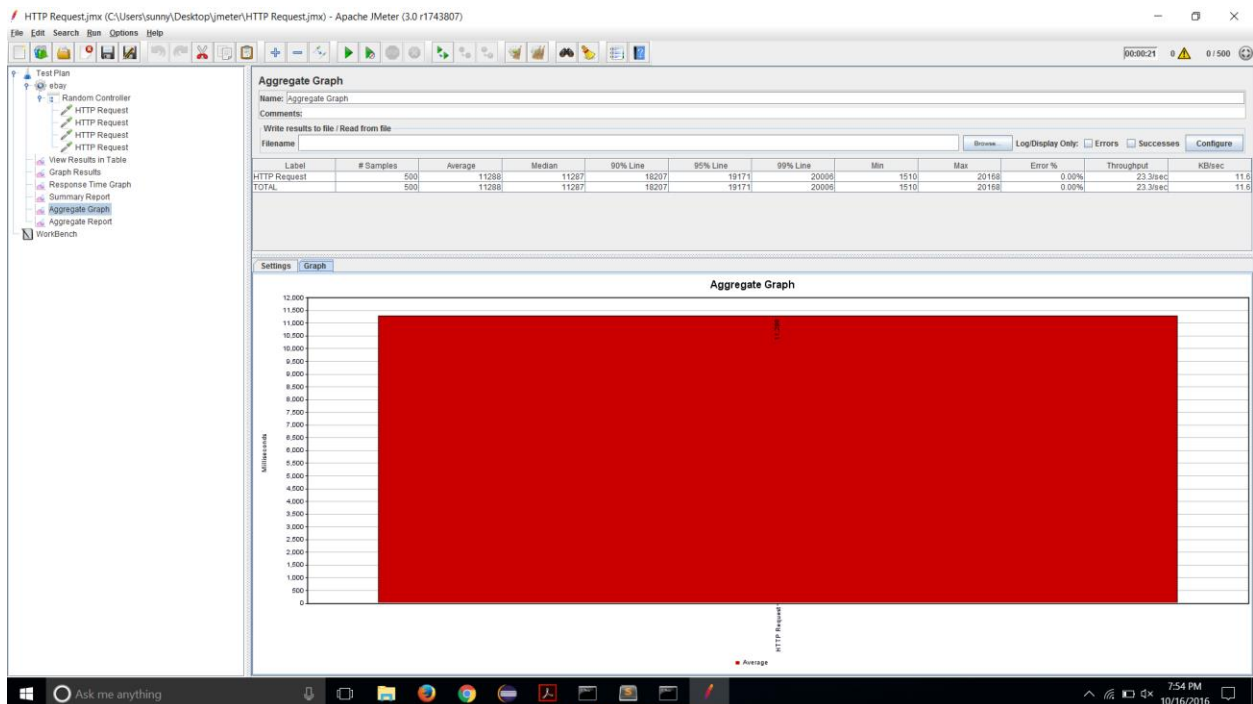 HTTP Request.jmx (C:\Users\sunny\Desktop\jmeter\HTTP Request.jmx) - Apache JMeter (3.0 r1743807)
File Edit Search Run Options Help
00:00:21 0 0 / 500
Test Plan
ebay
Random Controller
HTTP Request
HTTP Request
HTTP Request
HTTP Request
View Results in Table
Graph Results
Response Time Graph
Summary Report
Aggregate Graph
Aggregate Report
WorkBench
Aggregate Graph
Name: Aggregate Graph
Comments:
Write results to file / Read from file
Filename Browse... Log/Display Only: Errors Successes Configure
Label # Samples Average Median 90% Line 95% Line 99% Line Min Max Error % Throughput KB/sec
HTTP Request 500 11288 11287 18207 19171 20006 1510 20168 0.00% 23.3/sec 11.6
TOTAL 500 11288 11287 18207 19171 20006 1510 20168 0.00% 23.3/sec 11.6
Settings Graph
Aggregate Graph
12,000
11,500
11,000
10,500
10,000
9,500
9,000
8,500
8,000
7,500
7,000
6,500
6,000
5,500
5,000
4,500
4,000
3,500
3,000
2,500
2,000
1,500
1,000
500
0
Milliseconds
11,288
HTTP Request
Average
Ask me anything
7:54 PM
10/16/2016